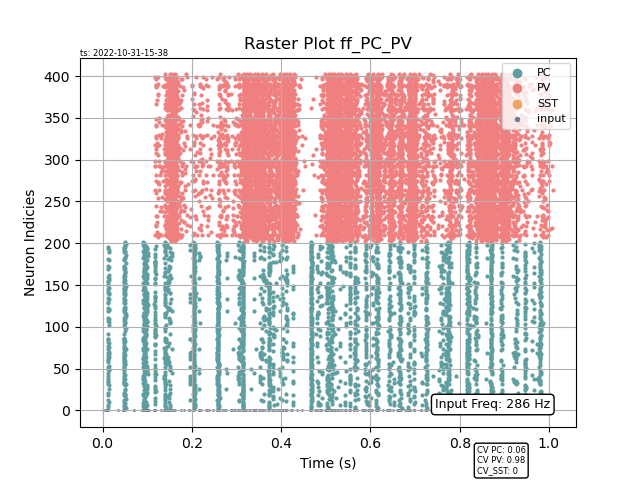 Raster Plot ff_PC_PV
ts: 2022-10-31-15-38
PC
PV
SST
input
400
350
300
250
200
150
100
50
0
Neuron Indicies
Input Freq: 286 Hz
0.0 0.2 0.4 0.6 0.8 1.0
Time (s)
CV PC: 0.06
CV PV: 0.98
CV_SST: 0